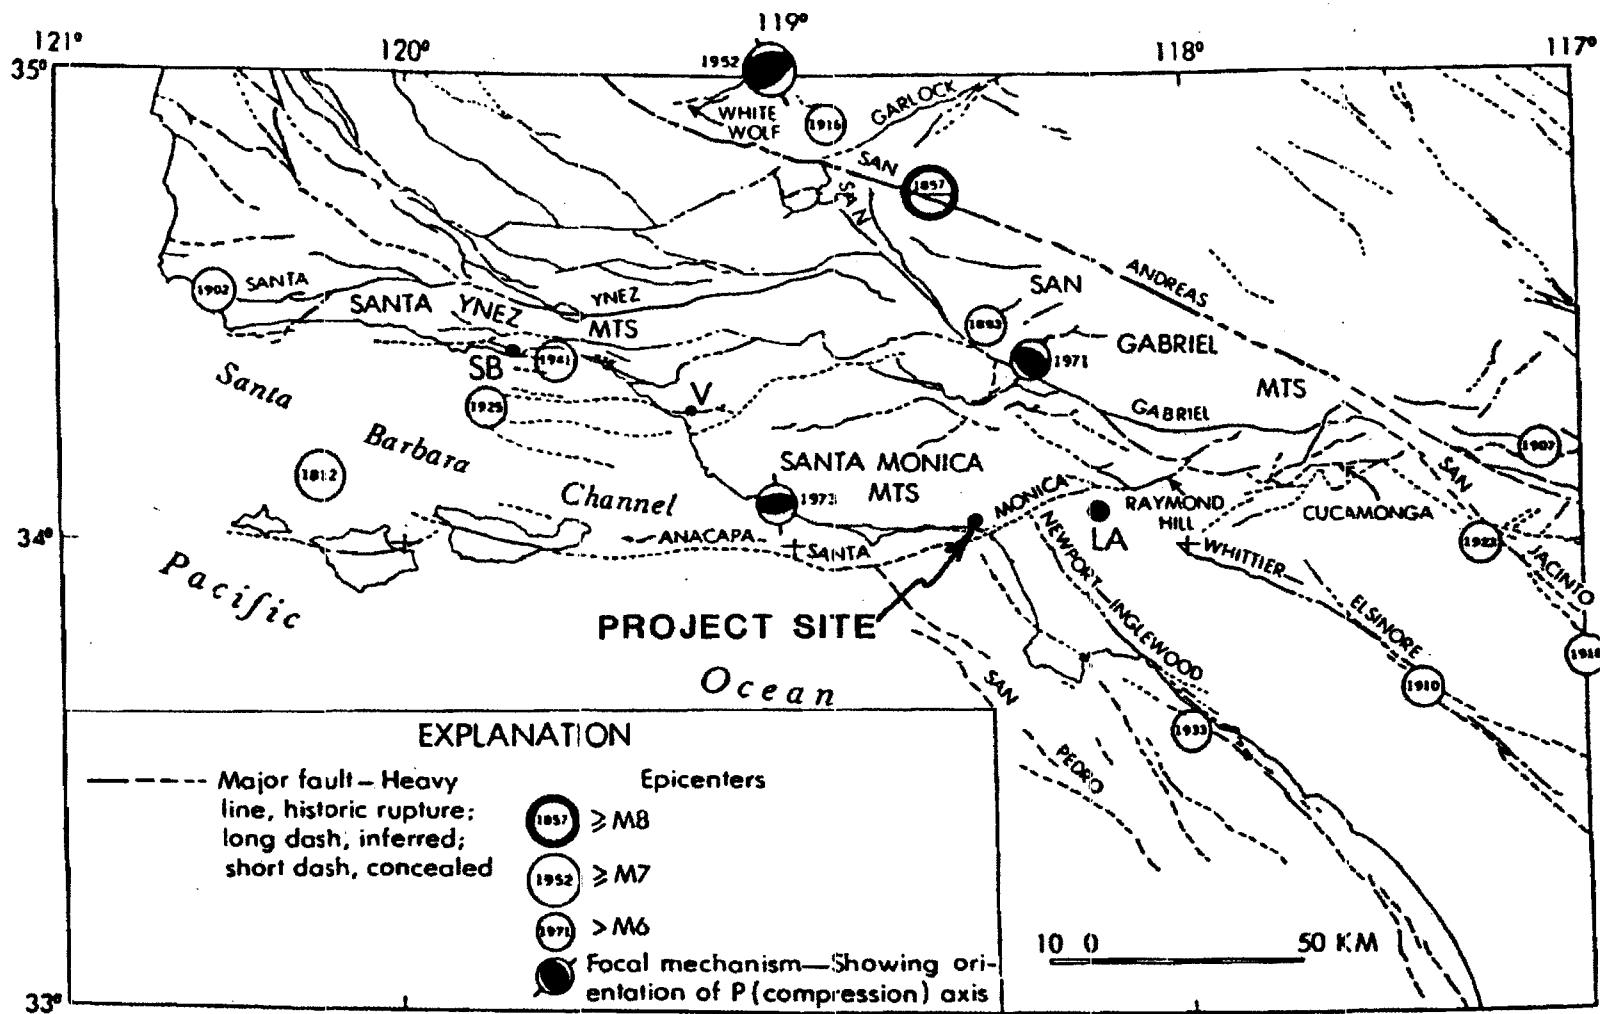 121° 120° 119° 118° 117°
35°
1952
WHITE
WOLF
1916
GARLOCK
SAN
1857
SAN
ANDREAS
1902
SANTA
SANTA YNEZ
YNEZ
MTS
SAN
1893
GABRIEL
1971
MTS
GABRIEL
SB
1941
V
1925
Santa
Barbara
Channel
1812
SANTA MONICA
MTS
1973
MONICA
RAYMOND
HILL
CUCAMONGA
1907
SAN
34°
ANACAPA
SANTA
LA
NEWPORT-INGLEWOOD
WHITTIER
1923
JACINTO
Pacific
PROJECT SITE
ELSINORE
1918
1910
Ocean
SAN
PEDRO
1933
EXPLANATION
Major fault — Heavy
line, historic rupture;
long dash, inferred;
short dash, concealed
Epicenters
1857 ≥ M8
1952 ≥ M7
1971 > M6
Focal mechanism—Showing ori-
entation of P (compression) axis
10 0 50 KM
33°